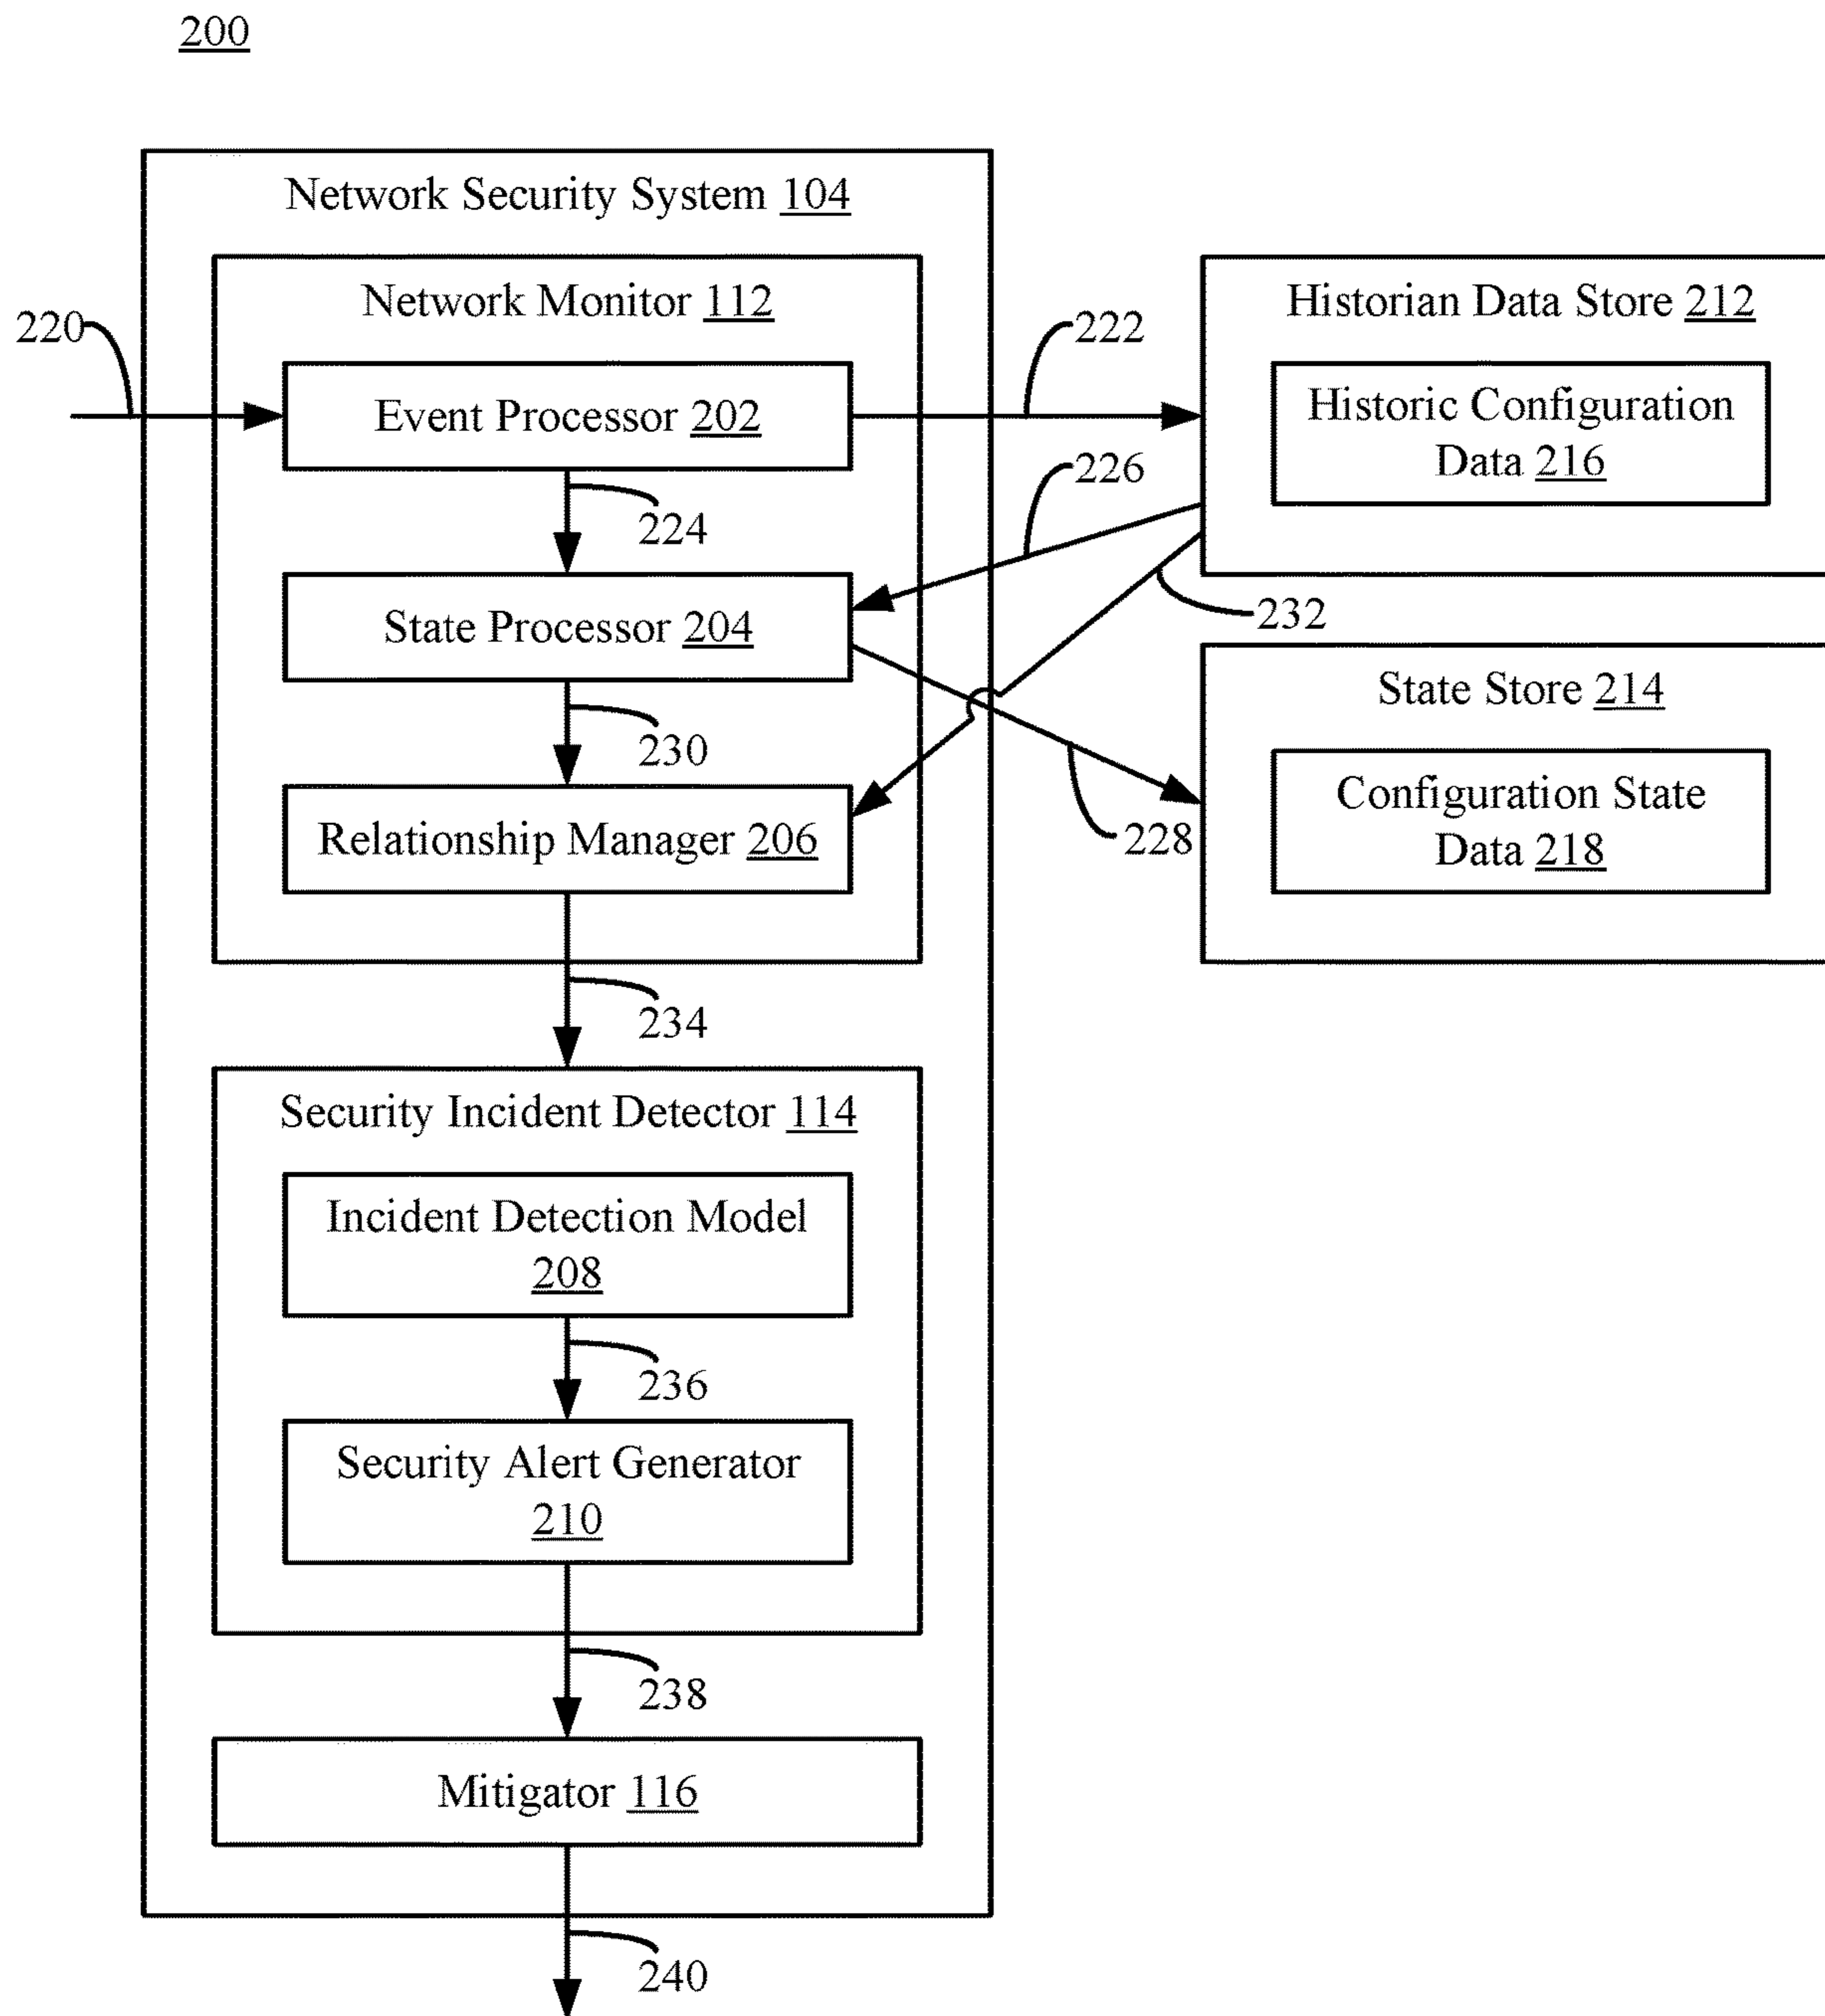 200
Network Security System 104
Network Monitor 112
Historian Data Store 212
220
222
Event Processor 202
Historic Configuration
Data 216
226
224
State Processor 204
232
State Store 214
230
Configuration State
Data 218
Relationship Manager 206
228
234
Security Incident Detector 114
Incident Detection Model
208
236
Security Alert Generator
210
238
Mitigator 116
240